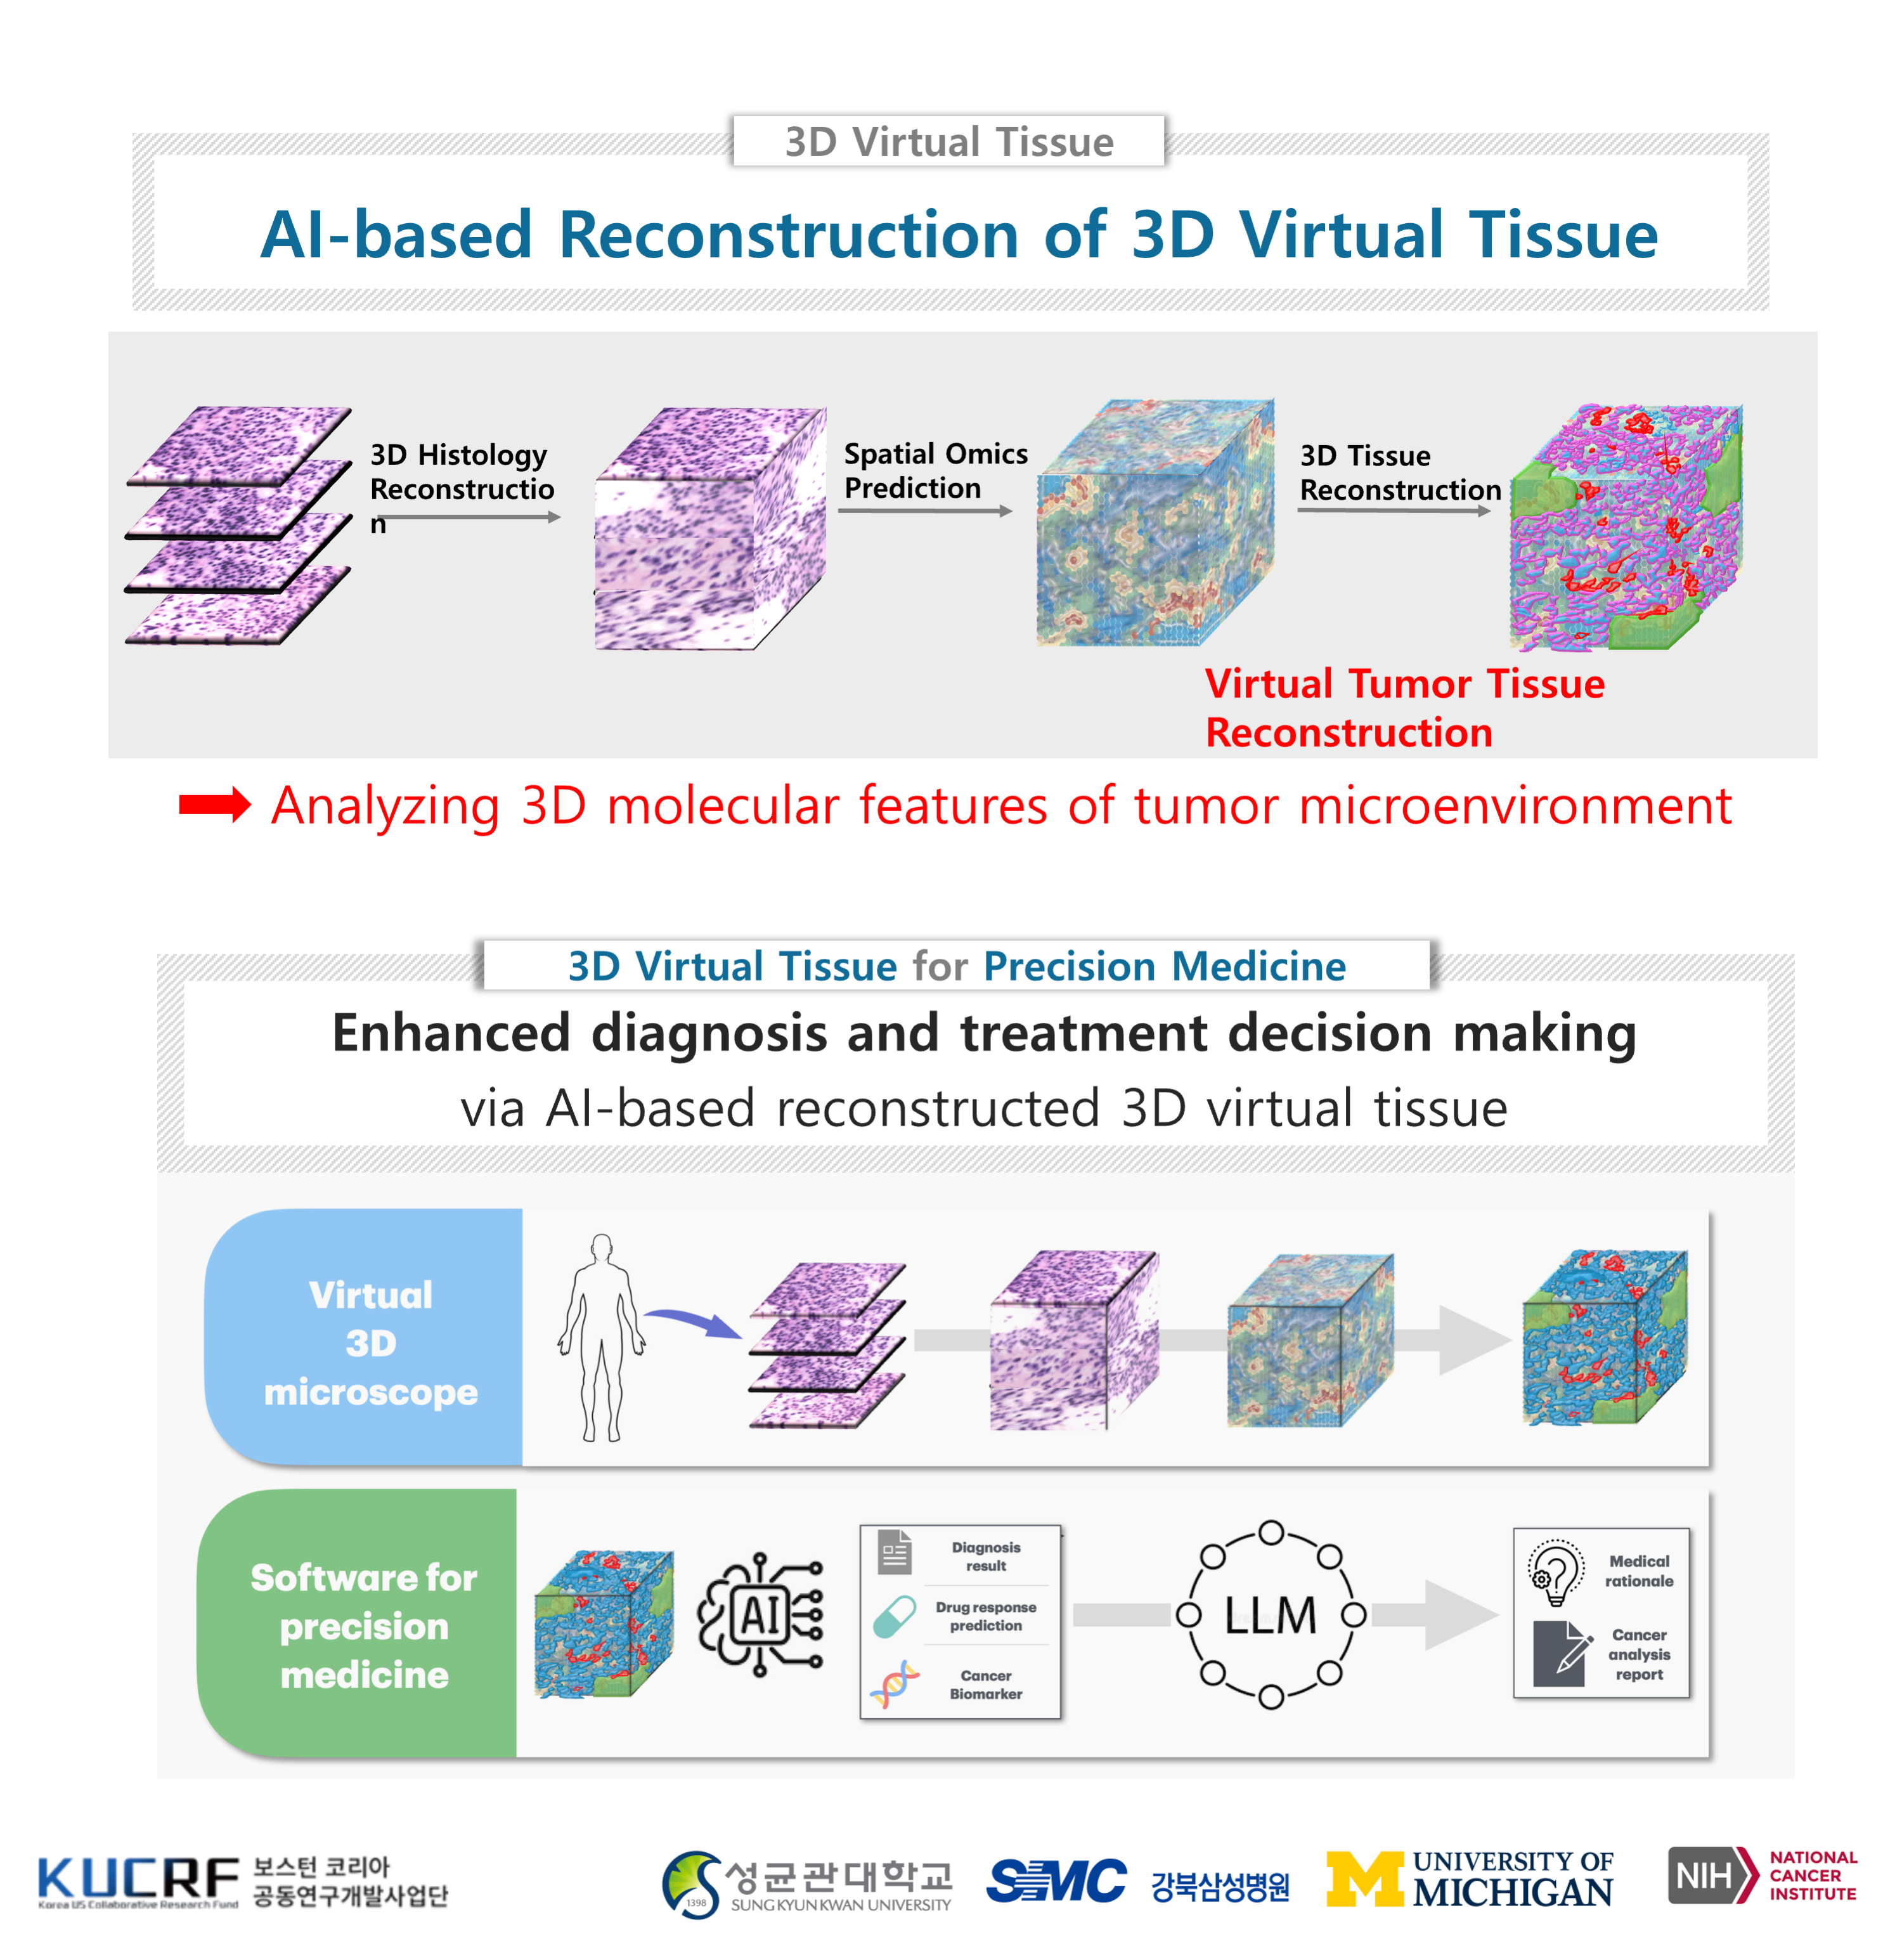 3D Virtual Tissue
AI-based Reconstruction of 3D Virtual Tissue
3D Histology
Reconstructio
n
Spatial Omics
Prediction
3D Tissue
Reconstruction
Virtual Tumor Tissue
Reconstruction
Analyzing 3D molecular features of tumor microenvironment
3D Virtual Tissue for Precision Medicine
Enhanced diagnosis and treatment decision making
via AI-based reconstructed 3D virtual tissue
Virtual
3D
microscope
Software for
precision
medicine
AI
Diagnosis
result
Drug response
prediction
Cancer
Biomarker
LLM
Medical
rationale
Cancer
analysis
report
KUCRF
Korea US Collaborative Research Fund
보스턴 코리아
공동연구개발사업단
1398
성균관대학교
SUNG KYUN KWAN UNIVERSITY
SMC
강북삼성병원
M
UNIVERSITY OF
MICHIGAN
NIH
NATIONAL
CANCER
INSTITUTE